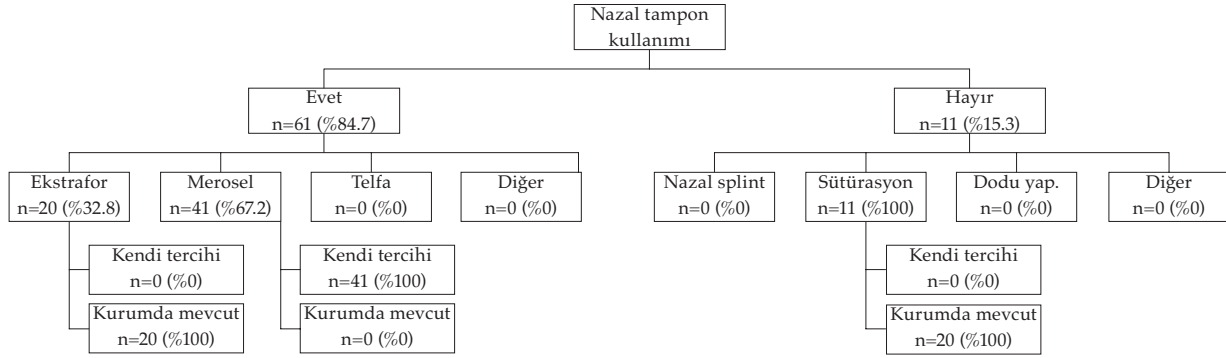 Nazal tampon
kullanımı
Evet
n=61 (%84.7)
Hayır
n=11 (%15.3)
Ekstrafor
n=20 (%32.8)
Merosel
n=41 (%67.2)
Telfa
n=0 (%0)
Diğer
n=0 (%0)
Nazal splint
n=0 (%0)
Sütürasyon
n=11 (%100)
Dodu yap.
n=0 (%0)
Diğer
n=0 (%0)
Kendi tercihi
n=0 (%0)
Kurumda mevcut
n=20 (%100)
Kendi tercihi
n=41 (%100)
Kurumda mevcut
n=0 (%0)
Kendi tercihi
n=0 (%0)
Kurumda mevcut
n=20 (%100)